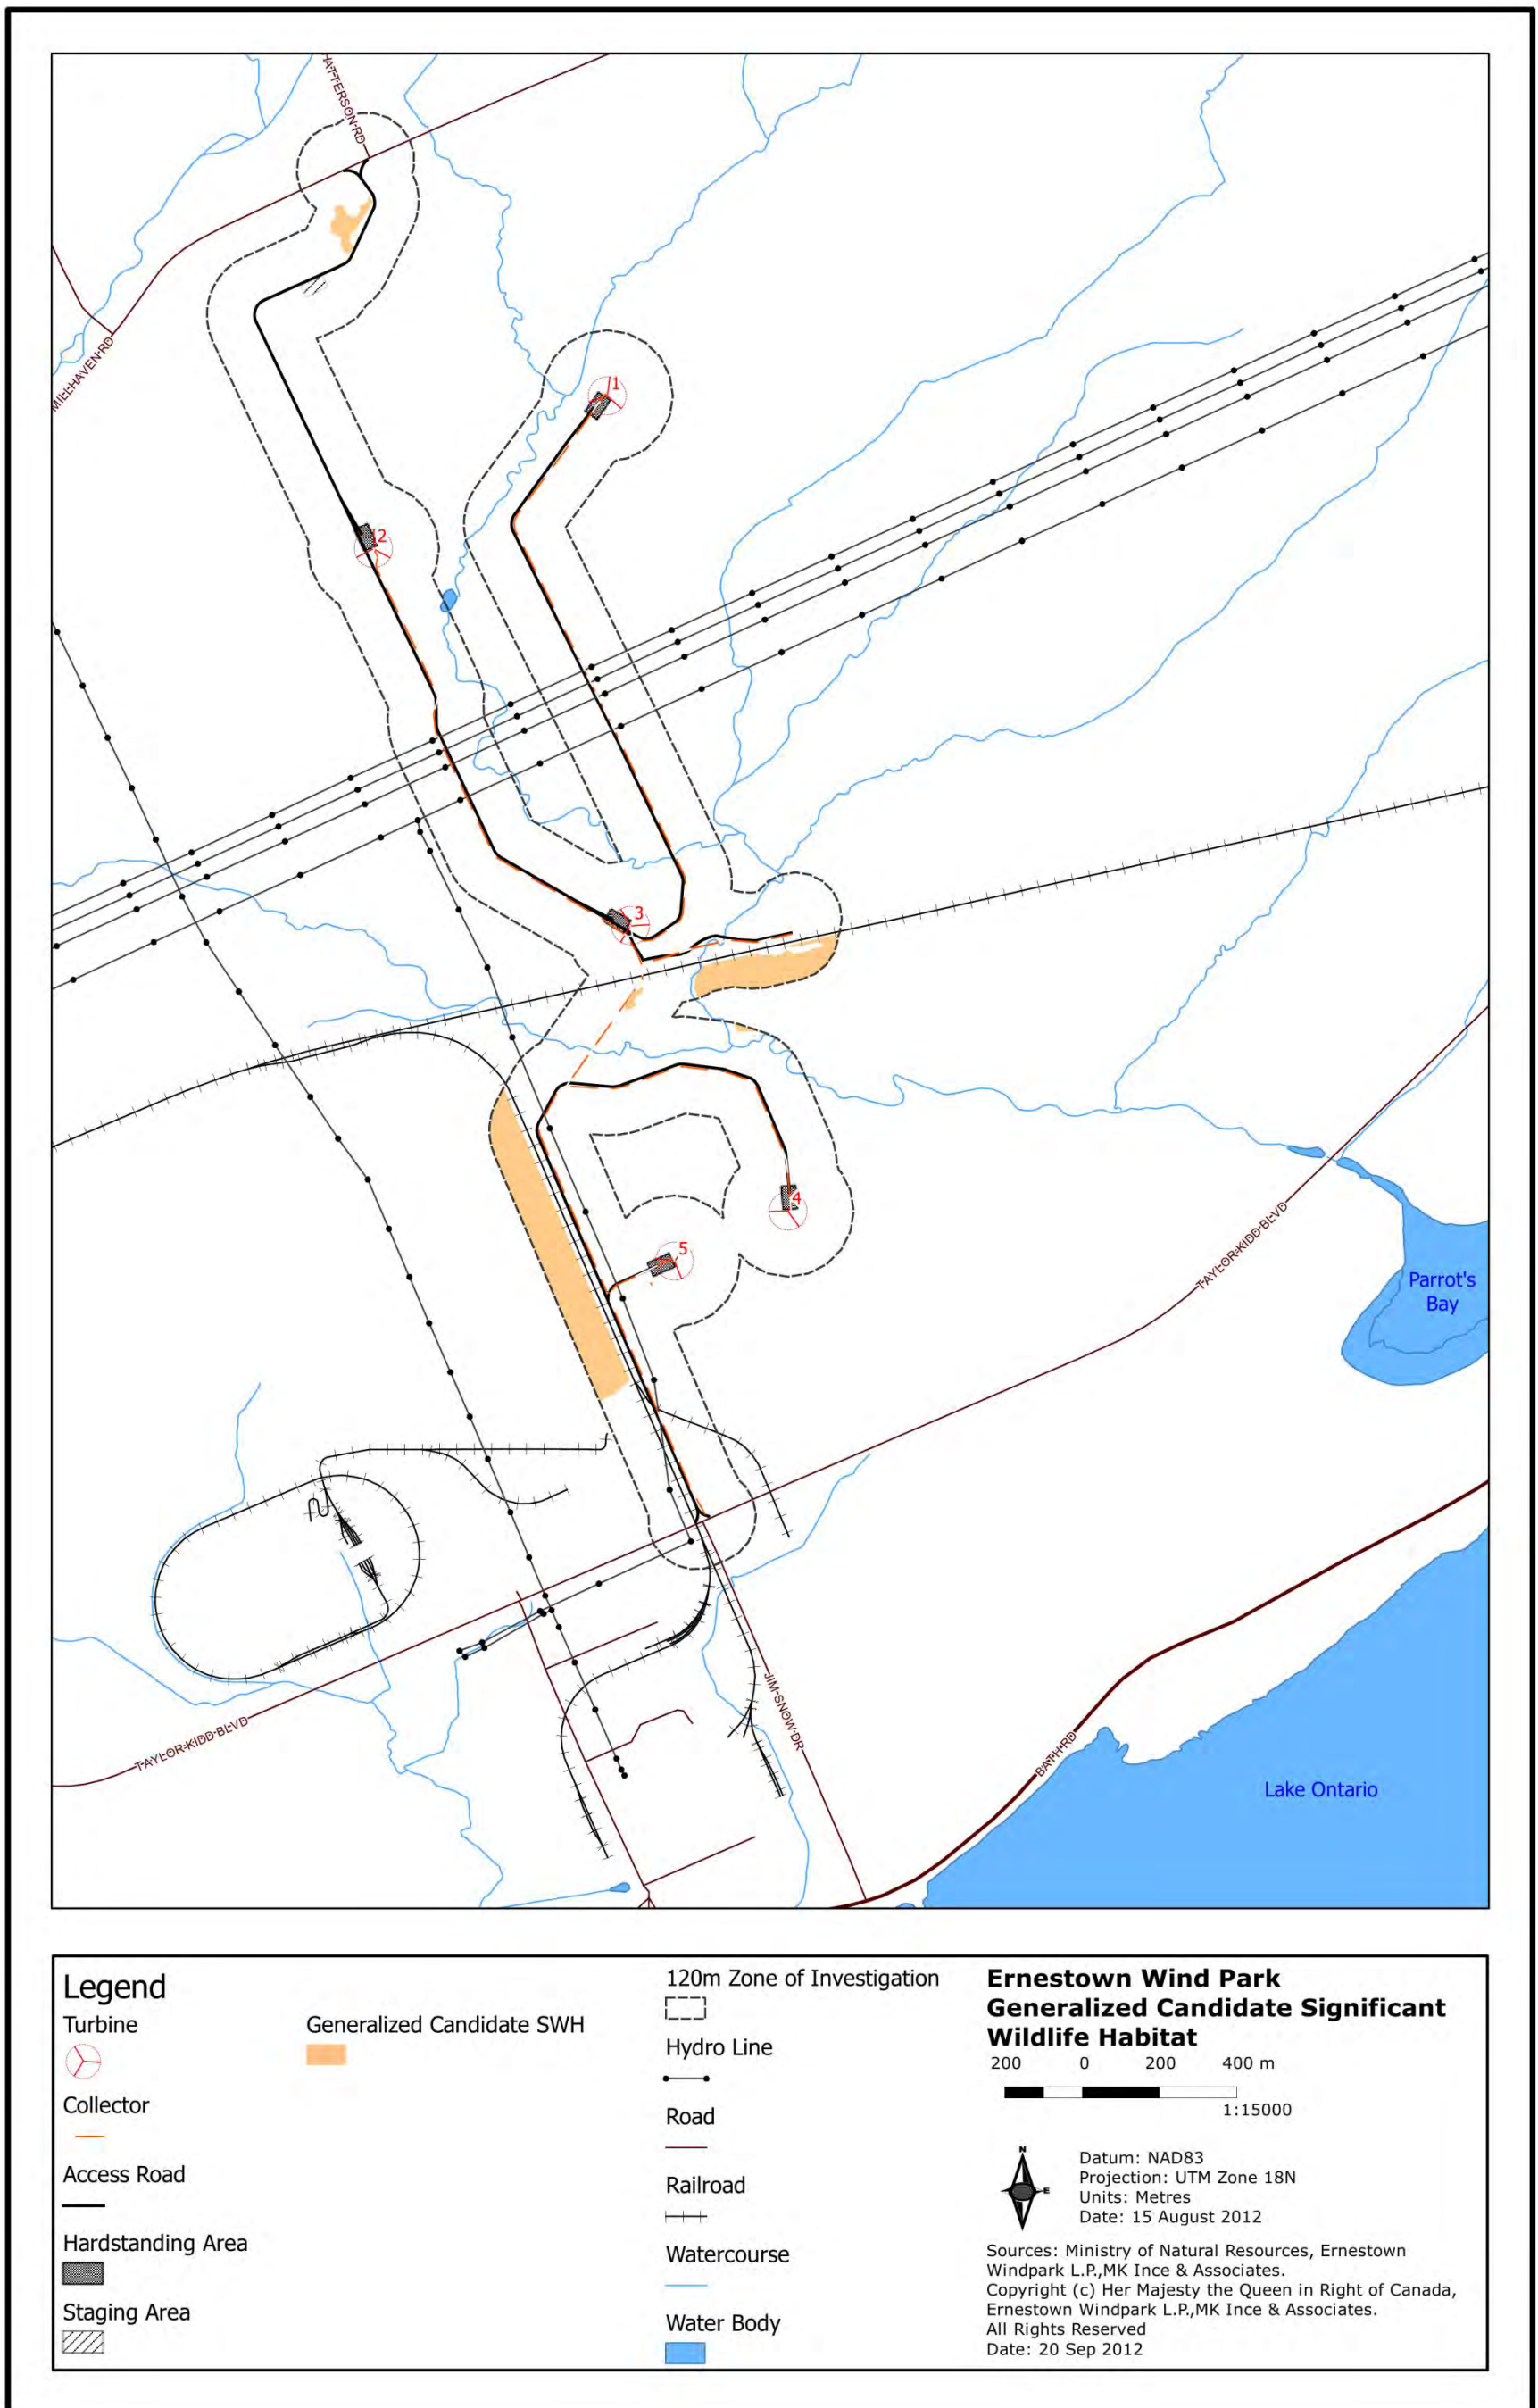 HATTERSON RD
MILLHAVEN RD
1
2
3
4
5
TAYLOR-KIDD BLVD
Parrot's
Bay
JIM SNOW DR
TAYLOR-KIDD BLVD
BATH RD
Lake Ontario
Legend
Turbine
Collector
Access Road
Hardstanding Area
Staging Area
Generalized Candidate SWH
120m Zone of Investigation
Hydro Line
Road
Railroad
Watercourse
Water Body
Ernestown Wind Park
Generalized Candidate Significant
Wildlife Habitat
200 0 200 400 m
1:15000
N
E
Datum: NAD83
Projection: UTM Zone 18N
Units: Metres
Date: 15 August 2012
Sources: Ministry of Natural Resources, Ernestown
Windpark L.P.,MK Ince & Associates.
Copyright (c) Her Majesty the Queen in Right of Canada,
Ernestown Windpark L.P.,MK Ince & Associates.
All Rights Reserved
Date: 20 Sep 2012